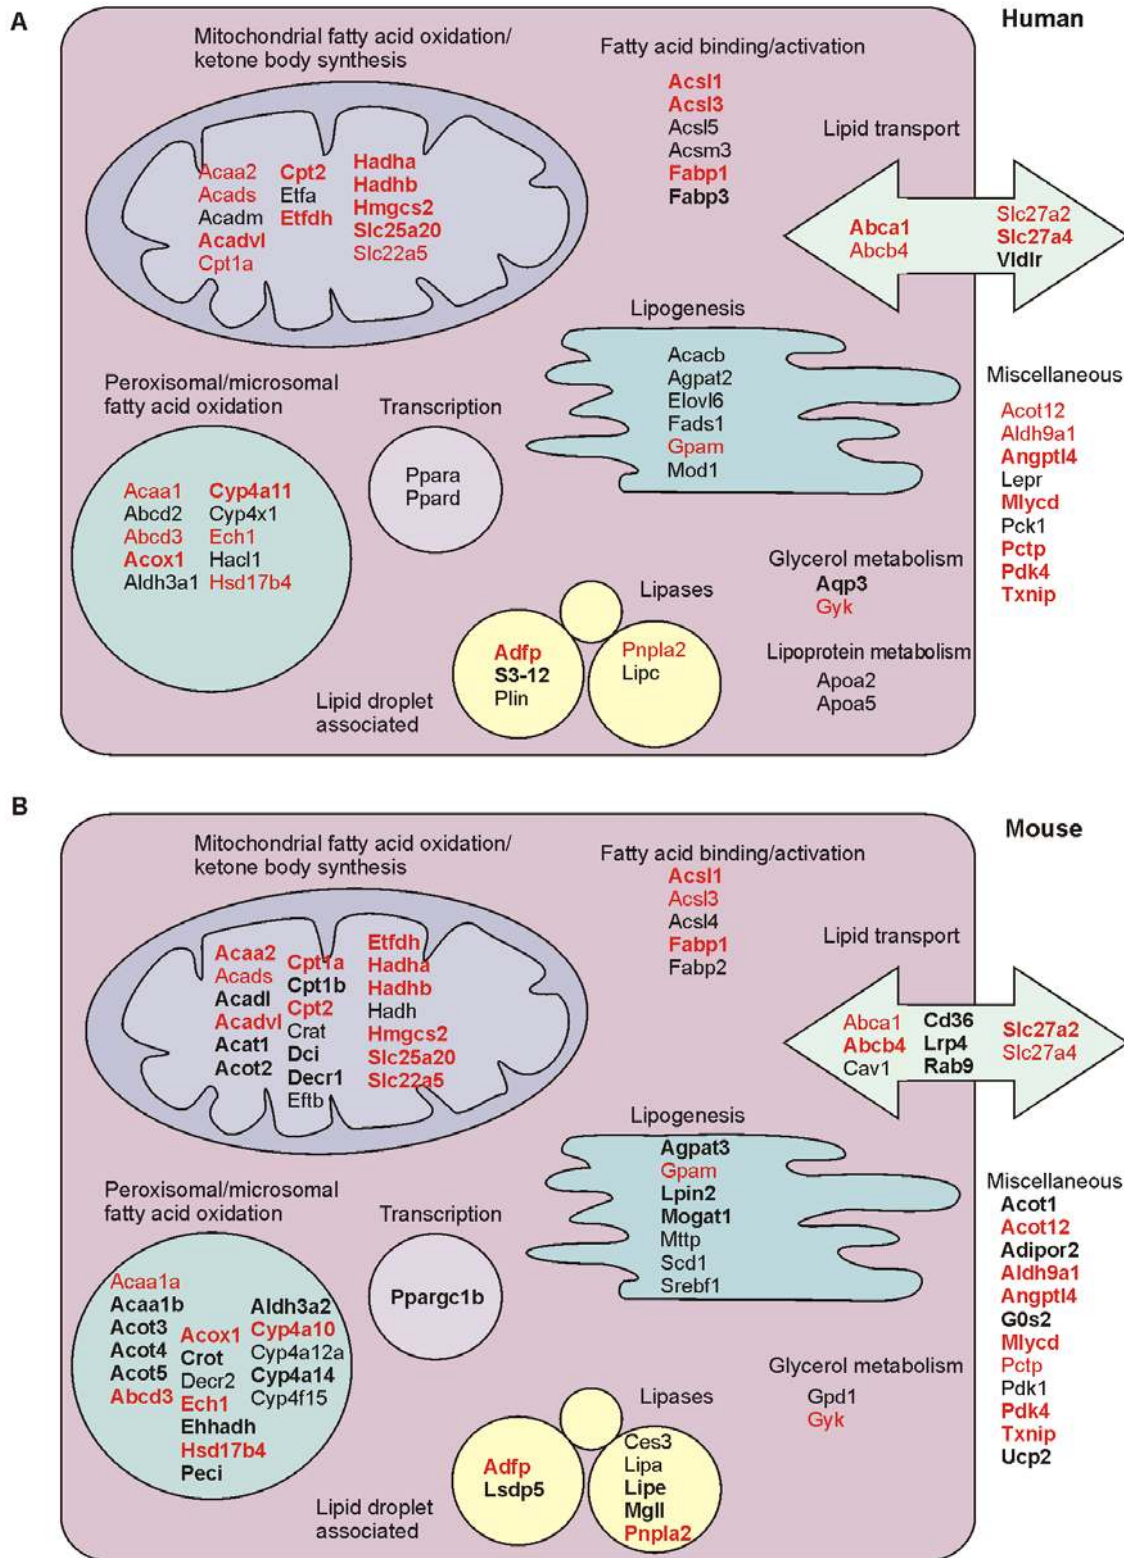 A
Human
Mitochondrial fatty acid oxidation/
ketone body synthesis
Acaa2
Acads
Acadm
Acadvl
Cpt1a
Cpt2
Etfa
Etfdh
Hadha
Hadhb
Hmgcs2
Slc25a20
Slc22a5
Fatty acid binding/activation
Acsl1
Acsl3
Acsl5
Acsm3
Fabp1
Fabp3
Lipid transport
Abca1
Abcb4
Slc27a2
Slc27a4
Vldlr
Lipogenesis
Acacb
Agpat2
Elovl6
Fads1
Gpam
Mod1
Peroxisomal/microsomal
fatty acid oxidation
Acaa1
Abcd2
Abcd3
Acox1
Aldh3a1
Cyp4a11
Cyp4x1
Ech1
Hacl1
Hsd17b4
Transcription
Ppara
Ppard
Miscellaneous
Acot12
Aldh9a1
Angptl4
Lepr
Mlycd
Pck1
Pctp
Pdk4
Txnip
Glycerol metabolism
Aqp3
Gyk
Lipases
Adfp
S3-12
Plin
Pnpla2
Lipc
Lipid droplet
associated
Lipoprotein metabolism
Apoa2
Apoa5
B
Mouse
Mitochondrial fatty acid oxidation/
ketone body synthesis
Acaa2
Acads
Acadl
Acadvl
Acat1
Acot2
Cpt1a
Cpt1b
Cpt2
Crat
Dci
Decr1
Eftb
Etfdh
Hadha
Hadhb
Hadh
Hmgcs2
Slc25a20
Slc22a5
Fatty acid binding/activation
Acsl1
Acsl3
Acsl4
Fabp1
Fabp2
Lipid transport
Abca1
Abcb4
Cav1
Cd36
Lrp4
Rab9
Slc27a2
Slc27a4
Lipogenesis
Agpat3
Gpam
Lpin2
Mogat1
Mttp
Scd1
Srebf1
Peroxisomal/microsomal
fatty acid oxidation
Acaa1a
Acaa1b
Acot3
Acot4
Acot5
Abcd3
Acox1
Crot
Decr2
Ech1
Ehhadh
Hsd17b4
Peci
Aldh3a2
Cyp4a10
Cyp4a12a
Cyp4a14
Cyp4f15
Transcription
Ppargc1b
Miscellaneous
Acot1
Acot12
Adipor2
Aldh9a1
Angptl4
G0s2
Mlycd
Pctp
Pdk1
Pdk4
Txnip
Ucp2
Glycerol metabolism
Gpd1
Gyk
Lipases
Adfp
Lsdp5
Ces3
Lipa
Lipe
Mgll
Pnpla2
Lipid droplet
associated